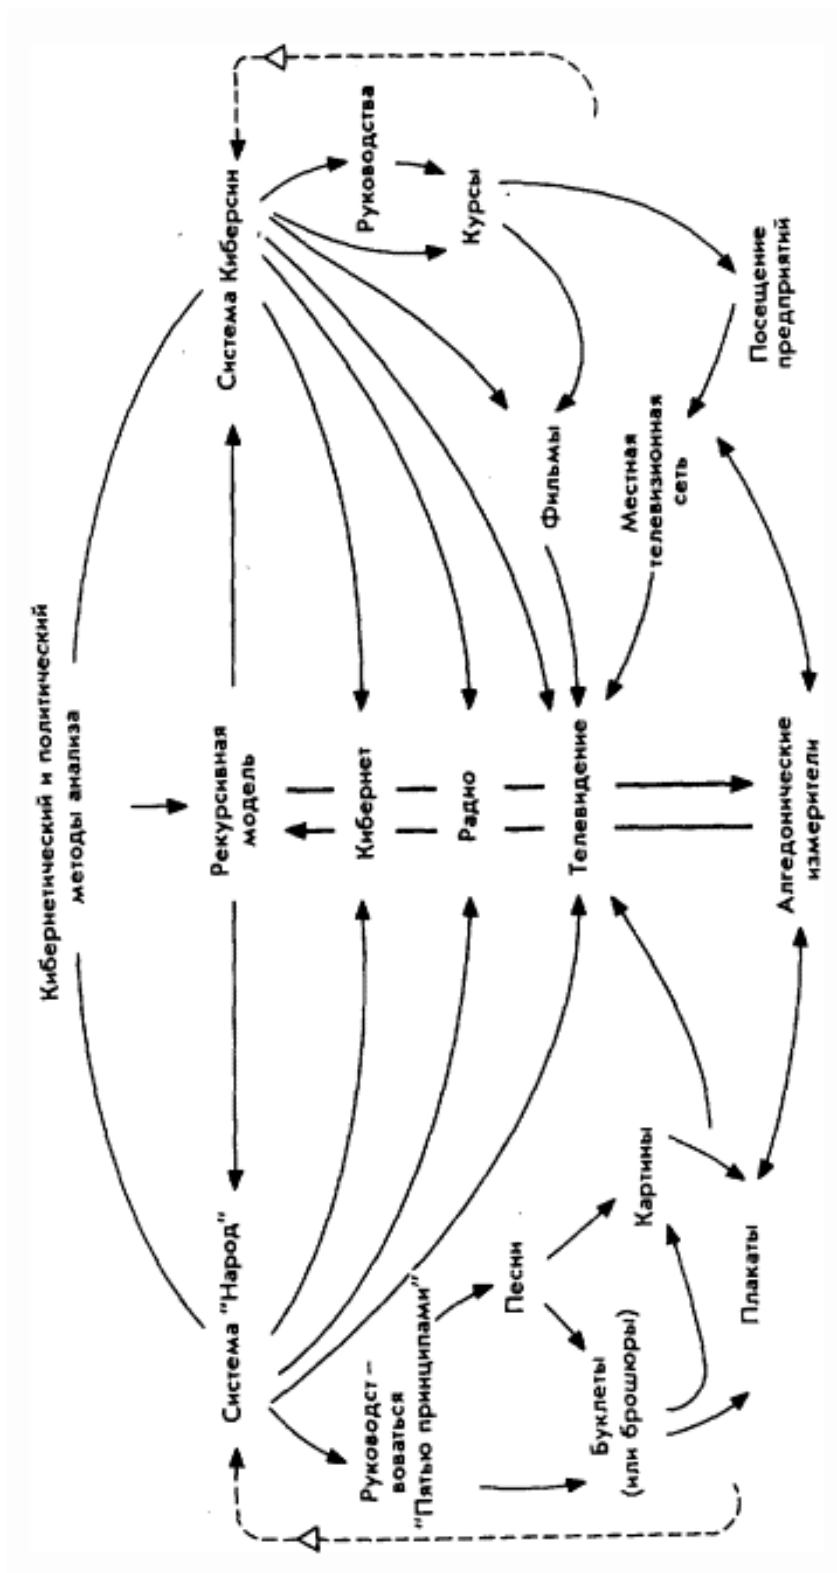 Кибернетический и политический
методы анализа
Система "Народ"
Рекурсивная
модель
Система Киберсин
Руководст –
воваться
"Пятью принципами"
Кибернет
Руководства
Песни
Радио
Курсы
Буклеты
(или брошюры)
Картины
Телевидение
Фильмы
Местная
телевизионная
сеть
Плакаты
Алгедонические
измерители
Посещение
предприятий